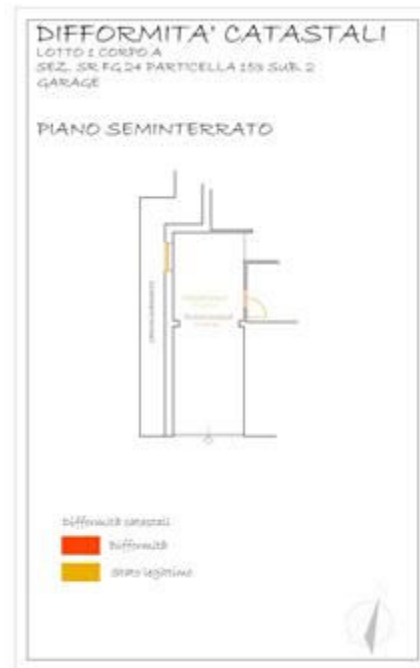 DIFFORMITA' CATASTALI
LOTTO 1 CORPO A
SEZ. SR FG.24 PARTICELLA 153 SUB. 2
GARAGE
PIANO SEMINTERRATO
Difformità catastali
Difformità
Stato legittimo